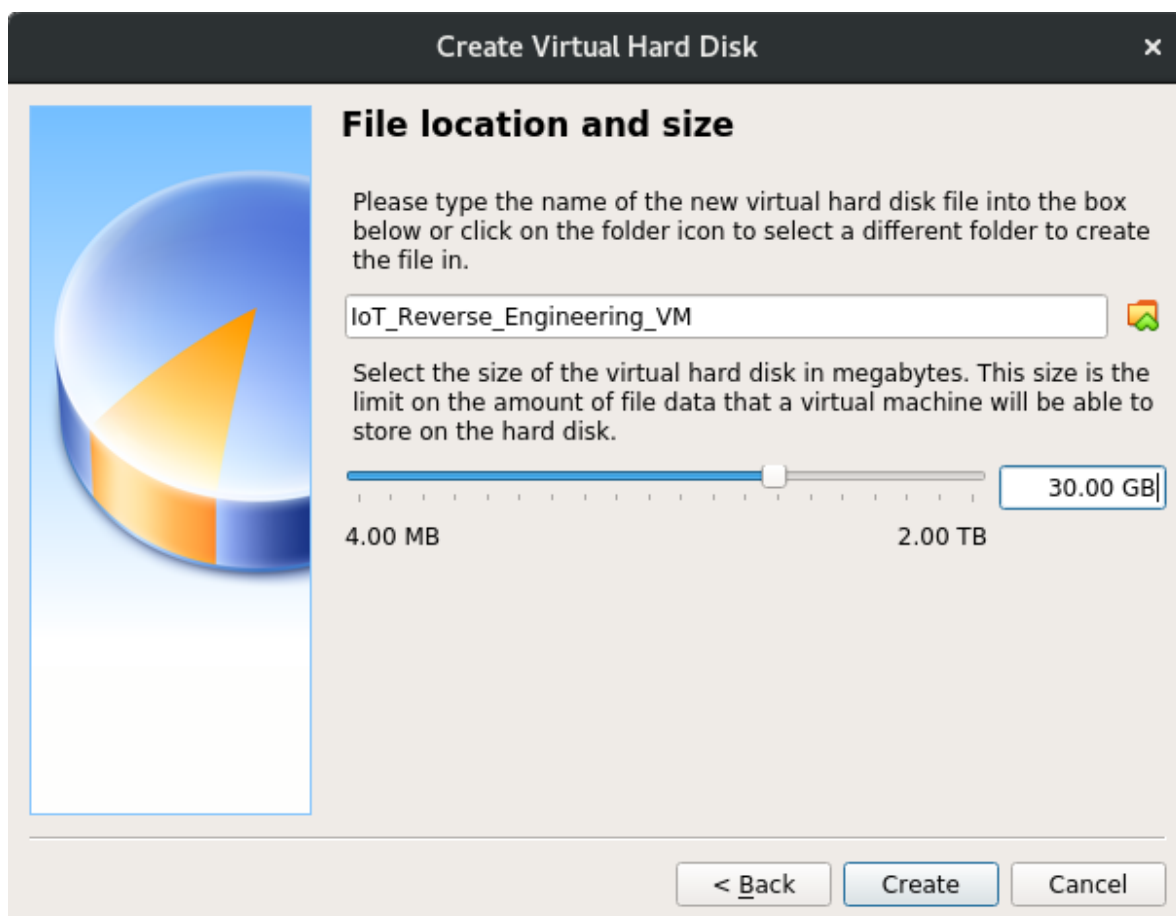 Create Virtual Hard Disk
File location and size
Please type the name of the new virtual hard disk file into the box
below or click on the folder icon to select a different folder to create
the file in.
IoT_Reverse_Engineering_VM
Select the size of the virtual hard disk in megabytes. This size is the
limit on the amount of file data that a virtual machine will be able to
store on the hard disk.
30.00 GB
4.00 MB
2.00 TB
< Back
Create
Cancel